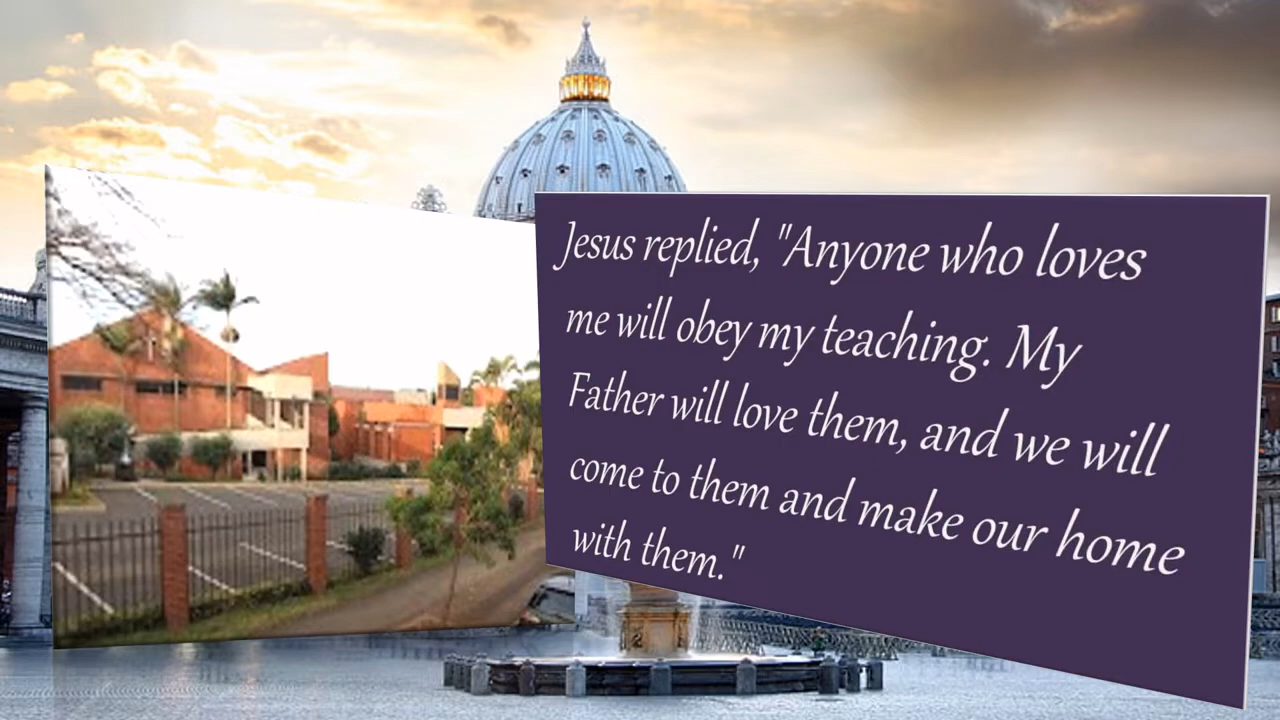 Jesus replied, "Anyone who loves
me will obey my teaching. My
Father will love them, and we will
come to them and make our home
with them."